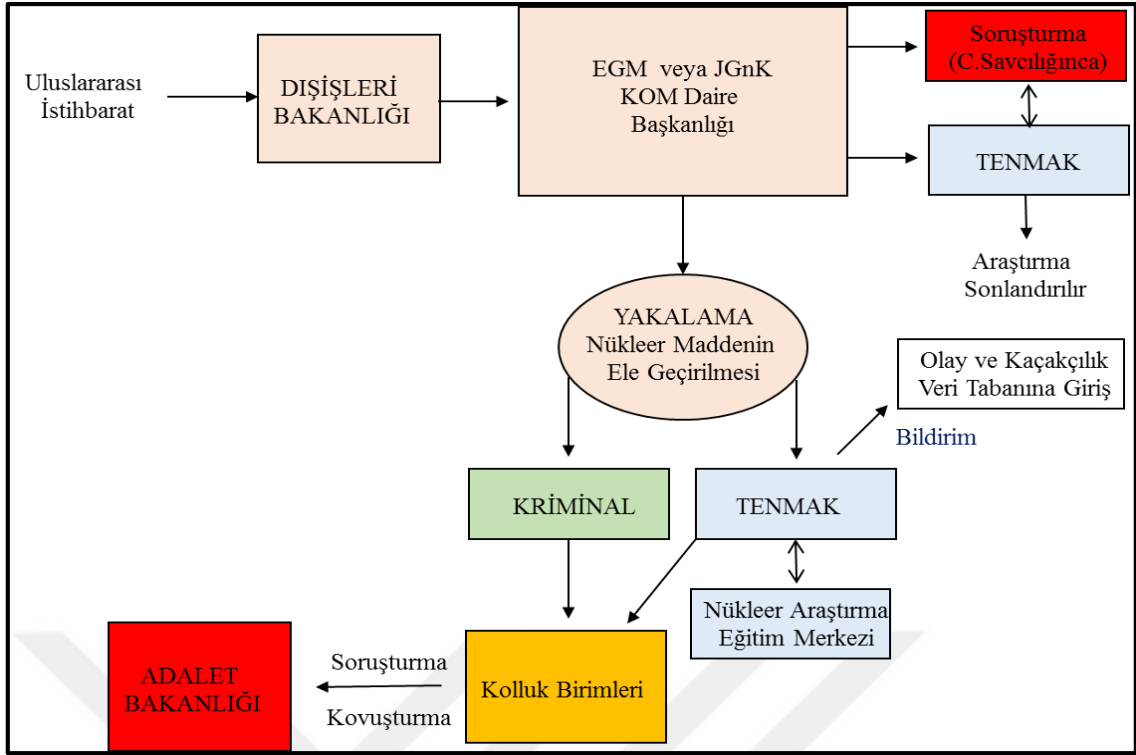 Uluslararası
İstihbarat
DIŞİŞLERİ
BAKANLIĞI
EGM veya JGnK
KOM Daire
Başkanlığı
Soruşturma
(C.Savcılığınca)
TENMAK
Araştırma
Sonlandırılır
YAKALAMA
Nükleer Maddenin
Ele Geçirilmesi
Olay ve Kaçakçılık
Veri Tabanına Giriş
Bildirim
KRİMİNAL
TENMAK
Nükleer Araştırma
Eğitim Merkezi
Kolluk Birimleri
Soruşturma
Kovuşturma
ADALET
BAKANLIĞI